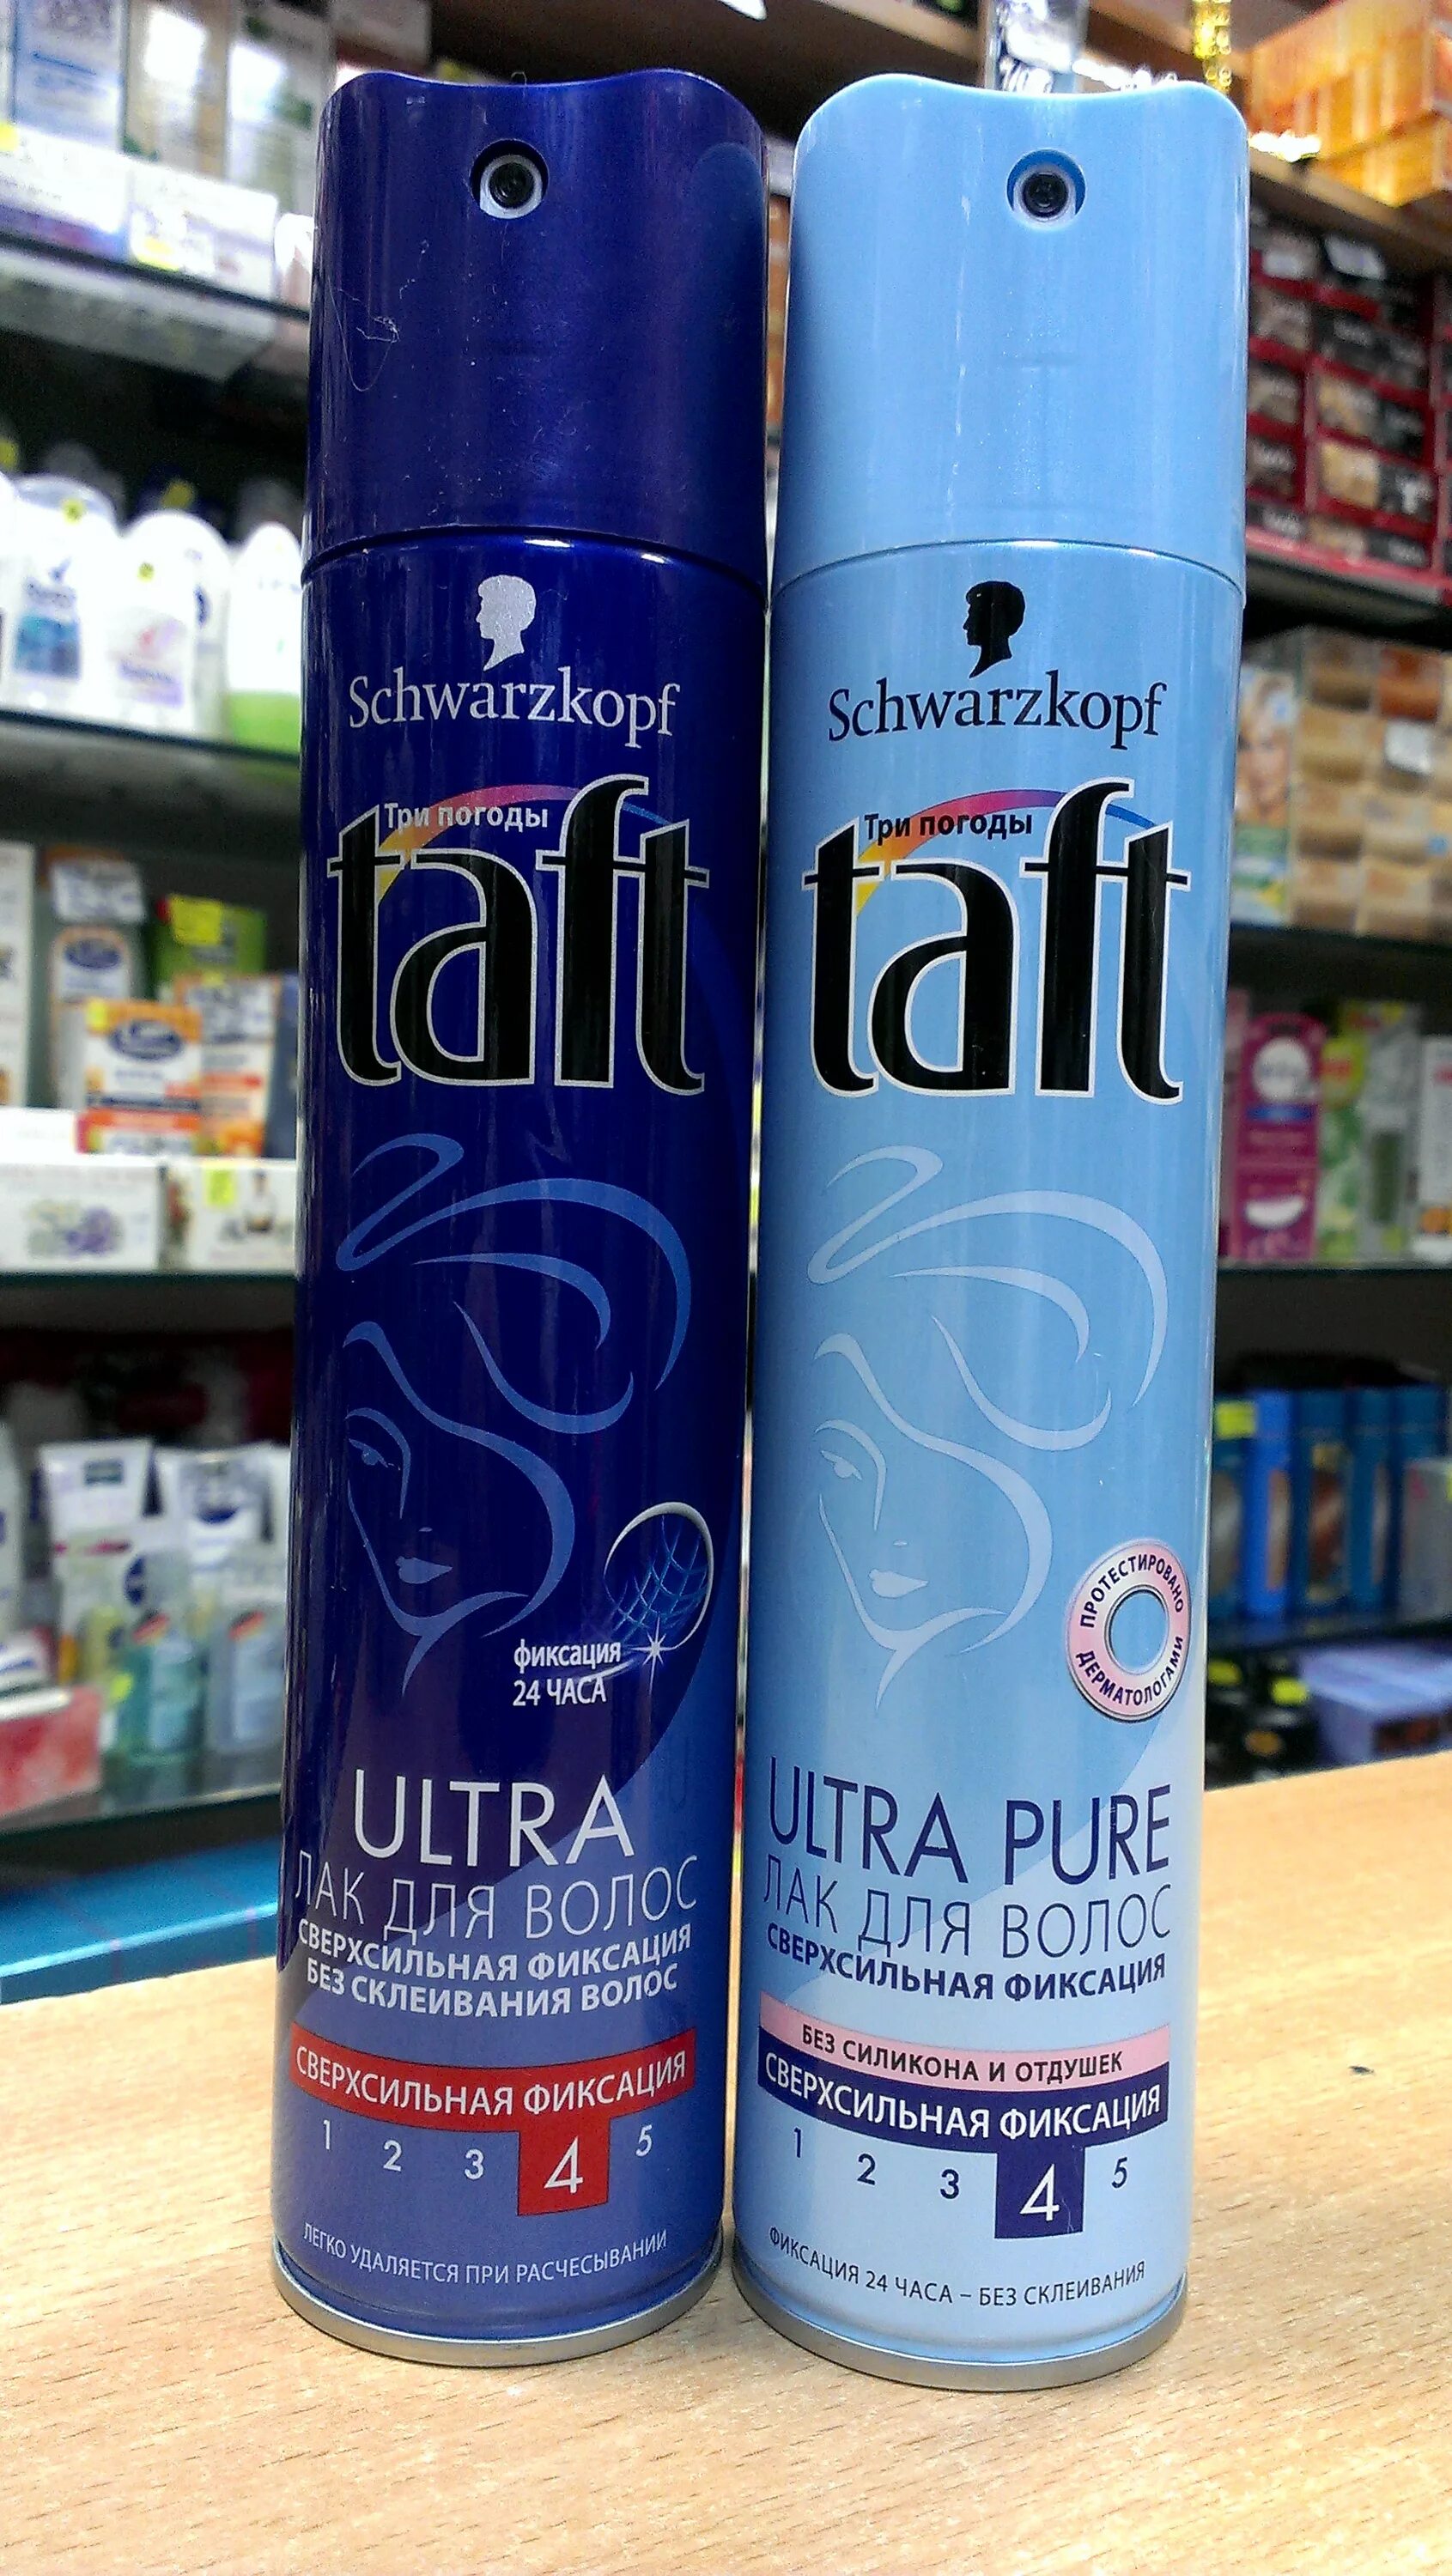 Schwarzkopf
Три погоды
taft
фиксация
24 ЧАСА
ULTRA
ЛАК ДЛЯ ВОЛОС
СВЕРХСИЛЬНАЯ ФИКСАЦИЯ
БЕЗ СКЛЕИВАНИЯ ВОЛОС
СВЕРХСИЛЬНАЯ ФИКСАЦИЯ
1 2 3 4 5
ЛЕГКО УДАЛЯЕТСЯ ПРИ РАСЧЕСЫВАНИИ
Schwarzkopf
Три погоды
taft
ПРОТЕСТИРОВАНО
ДЕРМАТОЛОГАМИ
ULTRA PURE
ЛАК ДЛЯ ВОЛОС
СВЕРХСИЛЬНАЯ ФИКСАЦИЯ
БЕЗ СИЛИКОНА И ОТДУШЕК
СВЕРХСИЛЬНАЯ ФИКСАЦИЯ
1 2 3 4 5
ФИКСАЦИЯ 24 ЧАСА – БЕЗ СКЛЕИВАНИЯ